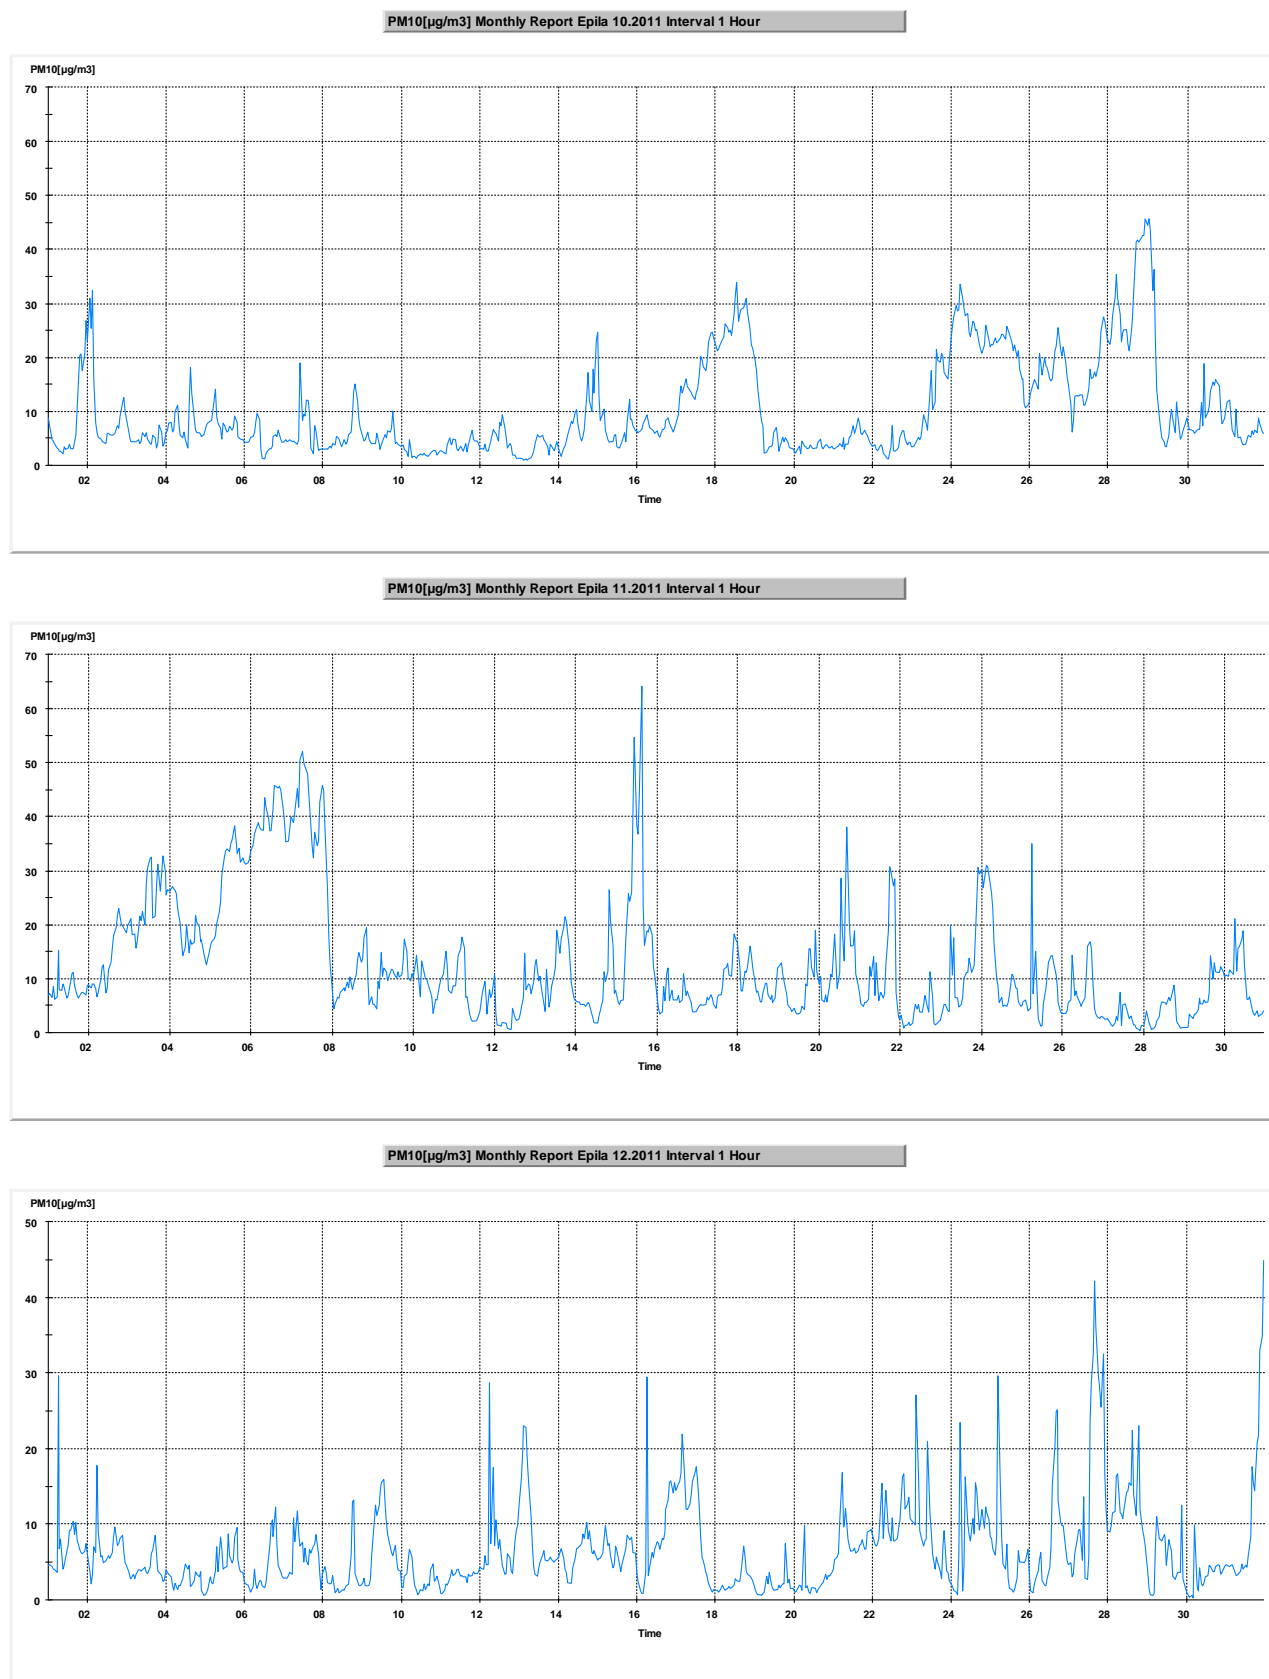 PM10[µg/m3] Monthly Report Epila 10.2011 Interval 1 Hour
PM10[µg/m3]
70
60
50
40
30
20
10
0
02 04 06 08 10 12 14 16 18 20 22 24 26 28 30
Time
PM10[µg/m3] Monthly Report Epila 11.2011 Interval 1 Hour
PM10[µg/m3]
70
60
50
40
30
20
10
0
02 04 06 08 10 12 14 16 18 20 22 24 26 28 30
Time
PM10[µg/m3] Monthly Report Epila 12.2011 Interval 1 Hour
PM10[µg/m3]
50
40
30
20
10
0
02 04 06 08 10 12 14 16 18 20 22 24 26 28 30
Time